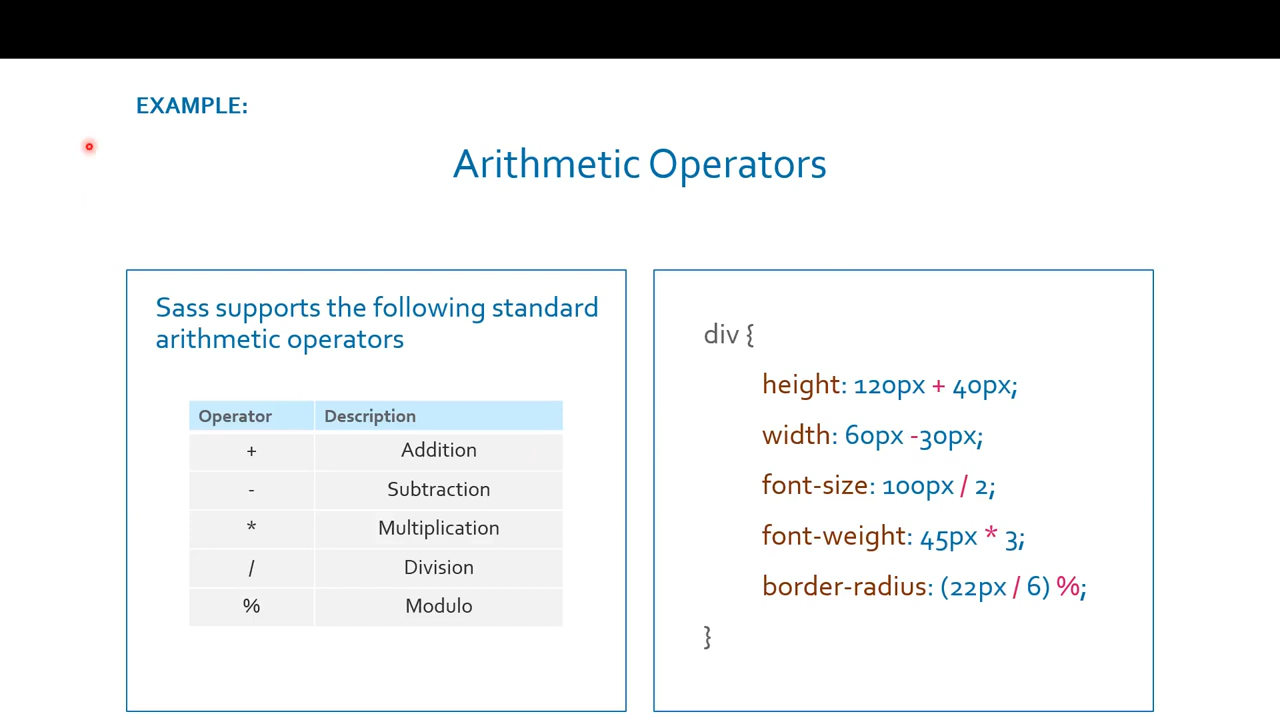 EXAMPLE:
Arithmetic Operators
Sass supports the following standard
arithmetic operators
Operator Description
+ Addition
- Subtraction
* Multiplication
/ Division
% Modulo
div {
height: 120px + 40px;
width: 60px -30px;
font-size: 100px / 2;
font-weight: 45px * 3;
border-radius: (22px / 6) %;
}